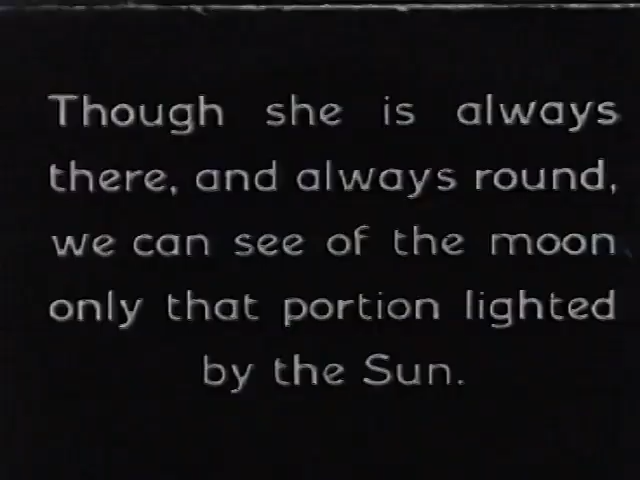 Though she is always
there, and always round,
we can see of the moon
only that portion lighted
by the Sun.